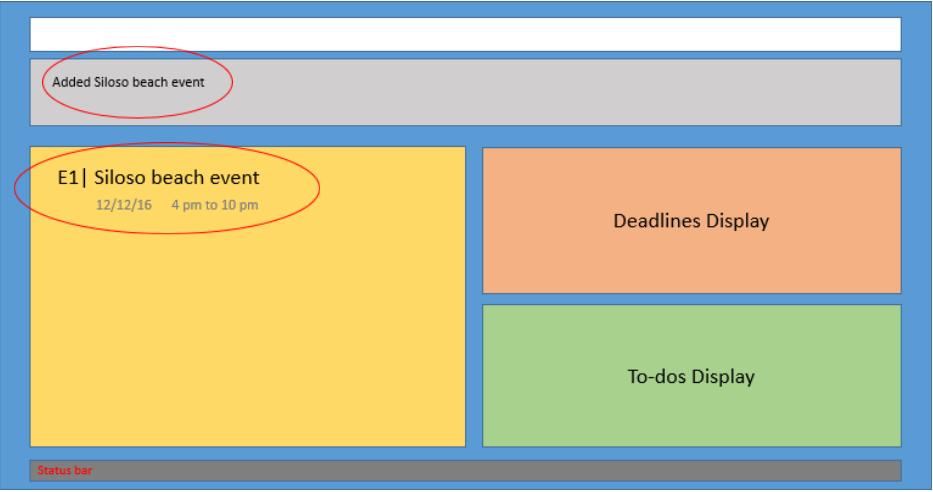 Added Siloso beach event
E1| Siloso beach event
12/12/16 4 pm to 10 pm
Deadlines Display
To-dos Display
Status bar